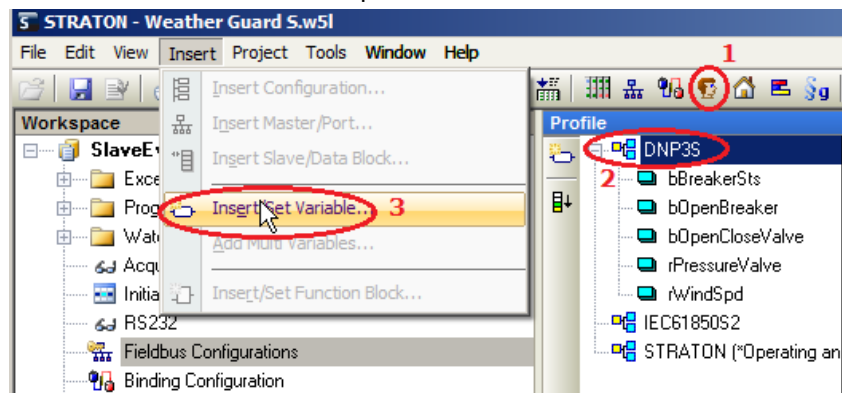 STRATON - Weather Guard S.w5l
File Edit View Insert Project Tools Window Help
1
Insert Configuration...
Insert Master/Port...
Insert Slave/Data Block...
Insert/Set Variable... 3
Add Multi Variables...
Insert/Set Function Block...
Workspace
Exce
Prog
Wat
Acqu
Initia
RS232
Fieldbus Configurations
Binding Configuration
§g
Profile
DNP3S
2
bBreakerSts
bOpenBreaker
bOpenCloseValve
rPressureValve
rWindSpd
IEC61850S2
STRATON (*Operating an